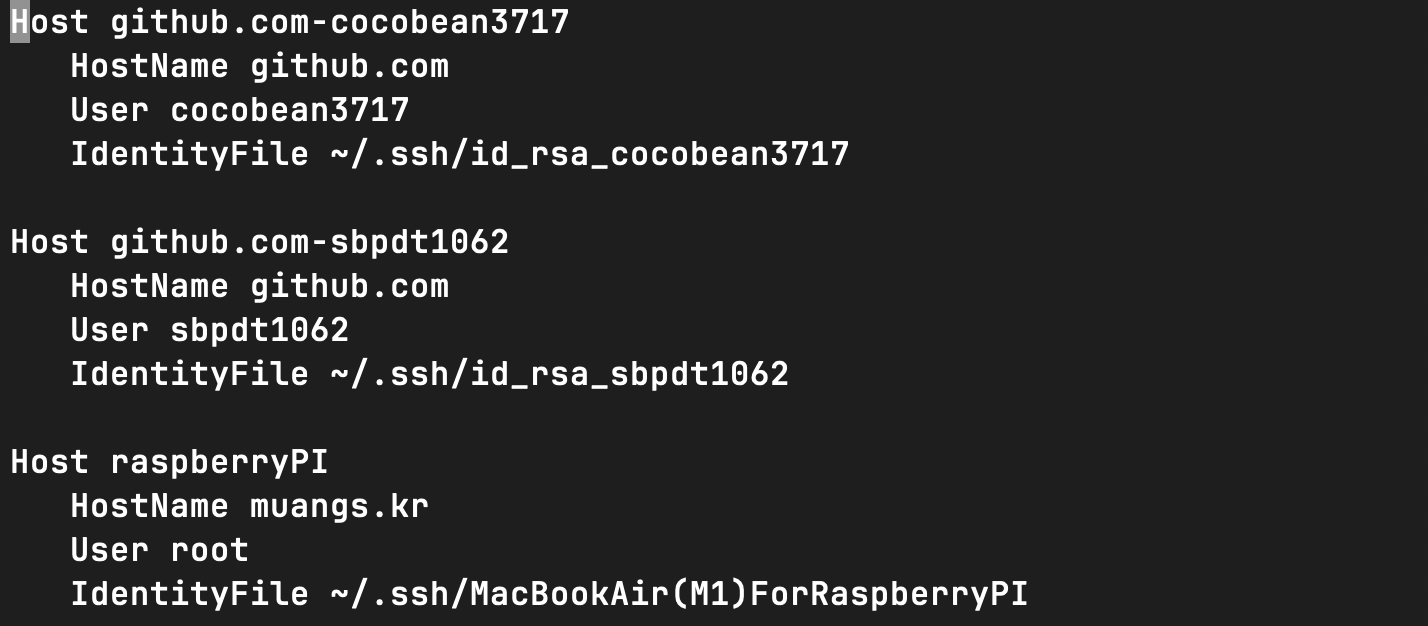 Host github.com-cocobean3717
   HostName github.com
   User cocobean3717
   IdentityFile ~/.ssh/id_rsa_cocobean3717

Host github.com-sbpdt1062
   HostName github.com
   User sbpdt1062
   IdentityFile ~/.ssh/id_rsa_sbpdt1062

Host raspberryPI
   HostName muangs.kr
   User root
   IdentityFile ~/.ssh/MacBookAir(M1)ForRaspberryPI